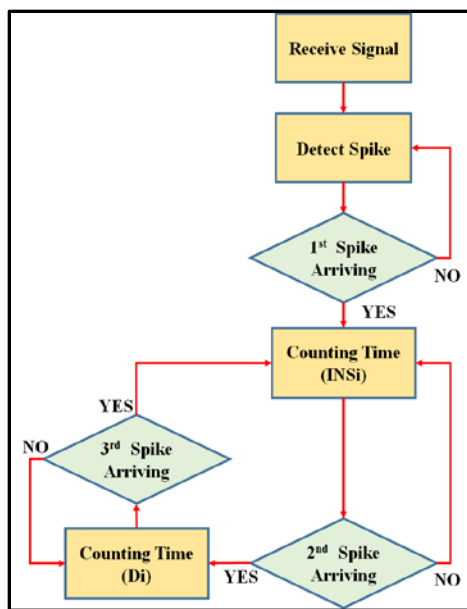 Receive Signal
Detect Spike
1st Spike
Arriving
NO
YES
Counting Time
(INSi)
YES
NO
3rd Spike
Arriving
Counting Time
(Di)
YES
2nd Spike
Arriving
NO